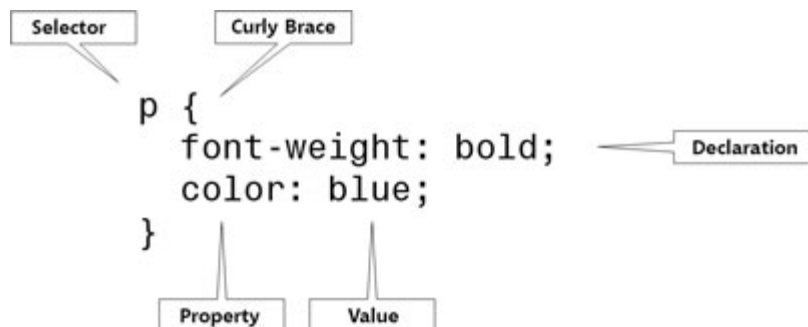 Selector
Curly Brace
p {
font-weight: bold;
Declaration
color: blue;
}
Property
Value